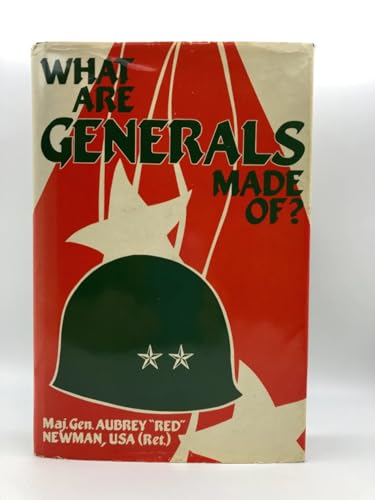 WHAT
ARE
GENERALS
MADE
OF?
Maj. Gen. AUBREY "RED"
NEWMAN, USA (Ret.)